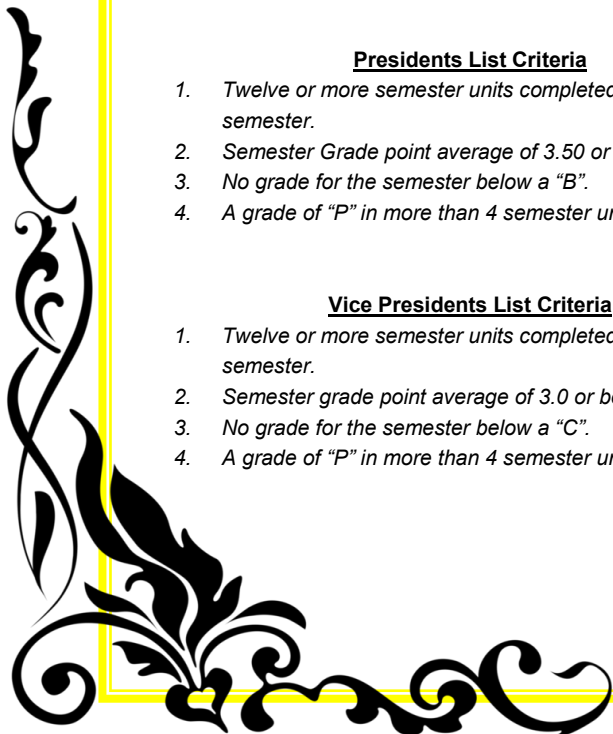 Presidents List Criteria
1. Twelve or more semester units completed
semester.
2. Semester Grade point average of 3.50 or
3. No grade for the semester below a “B”.
4. A grade of “P” in more than 4 semester
Vice Presidents List Criteria
1. Twelve or more semester units completed
semester.
2. Semester grade point average of 3.0 or
3. No grade for the semester below a “C”.
4. A grade of “P” in more than 4 semester